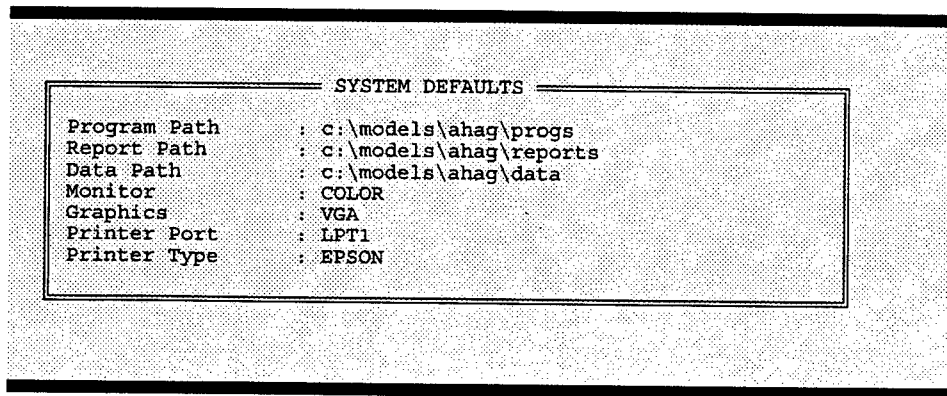 SYSTEM DEFAULTS
Program Path : c:\models\ahag\progs
Report Path : c:\models\ahag\reports
Data Path : c:\models\ahag\data
Monitor : COLOR
Graphics : VGA
Printer Port : LPT1
Printer Type : EPSON